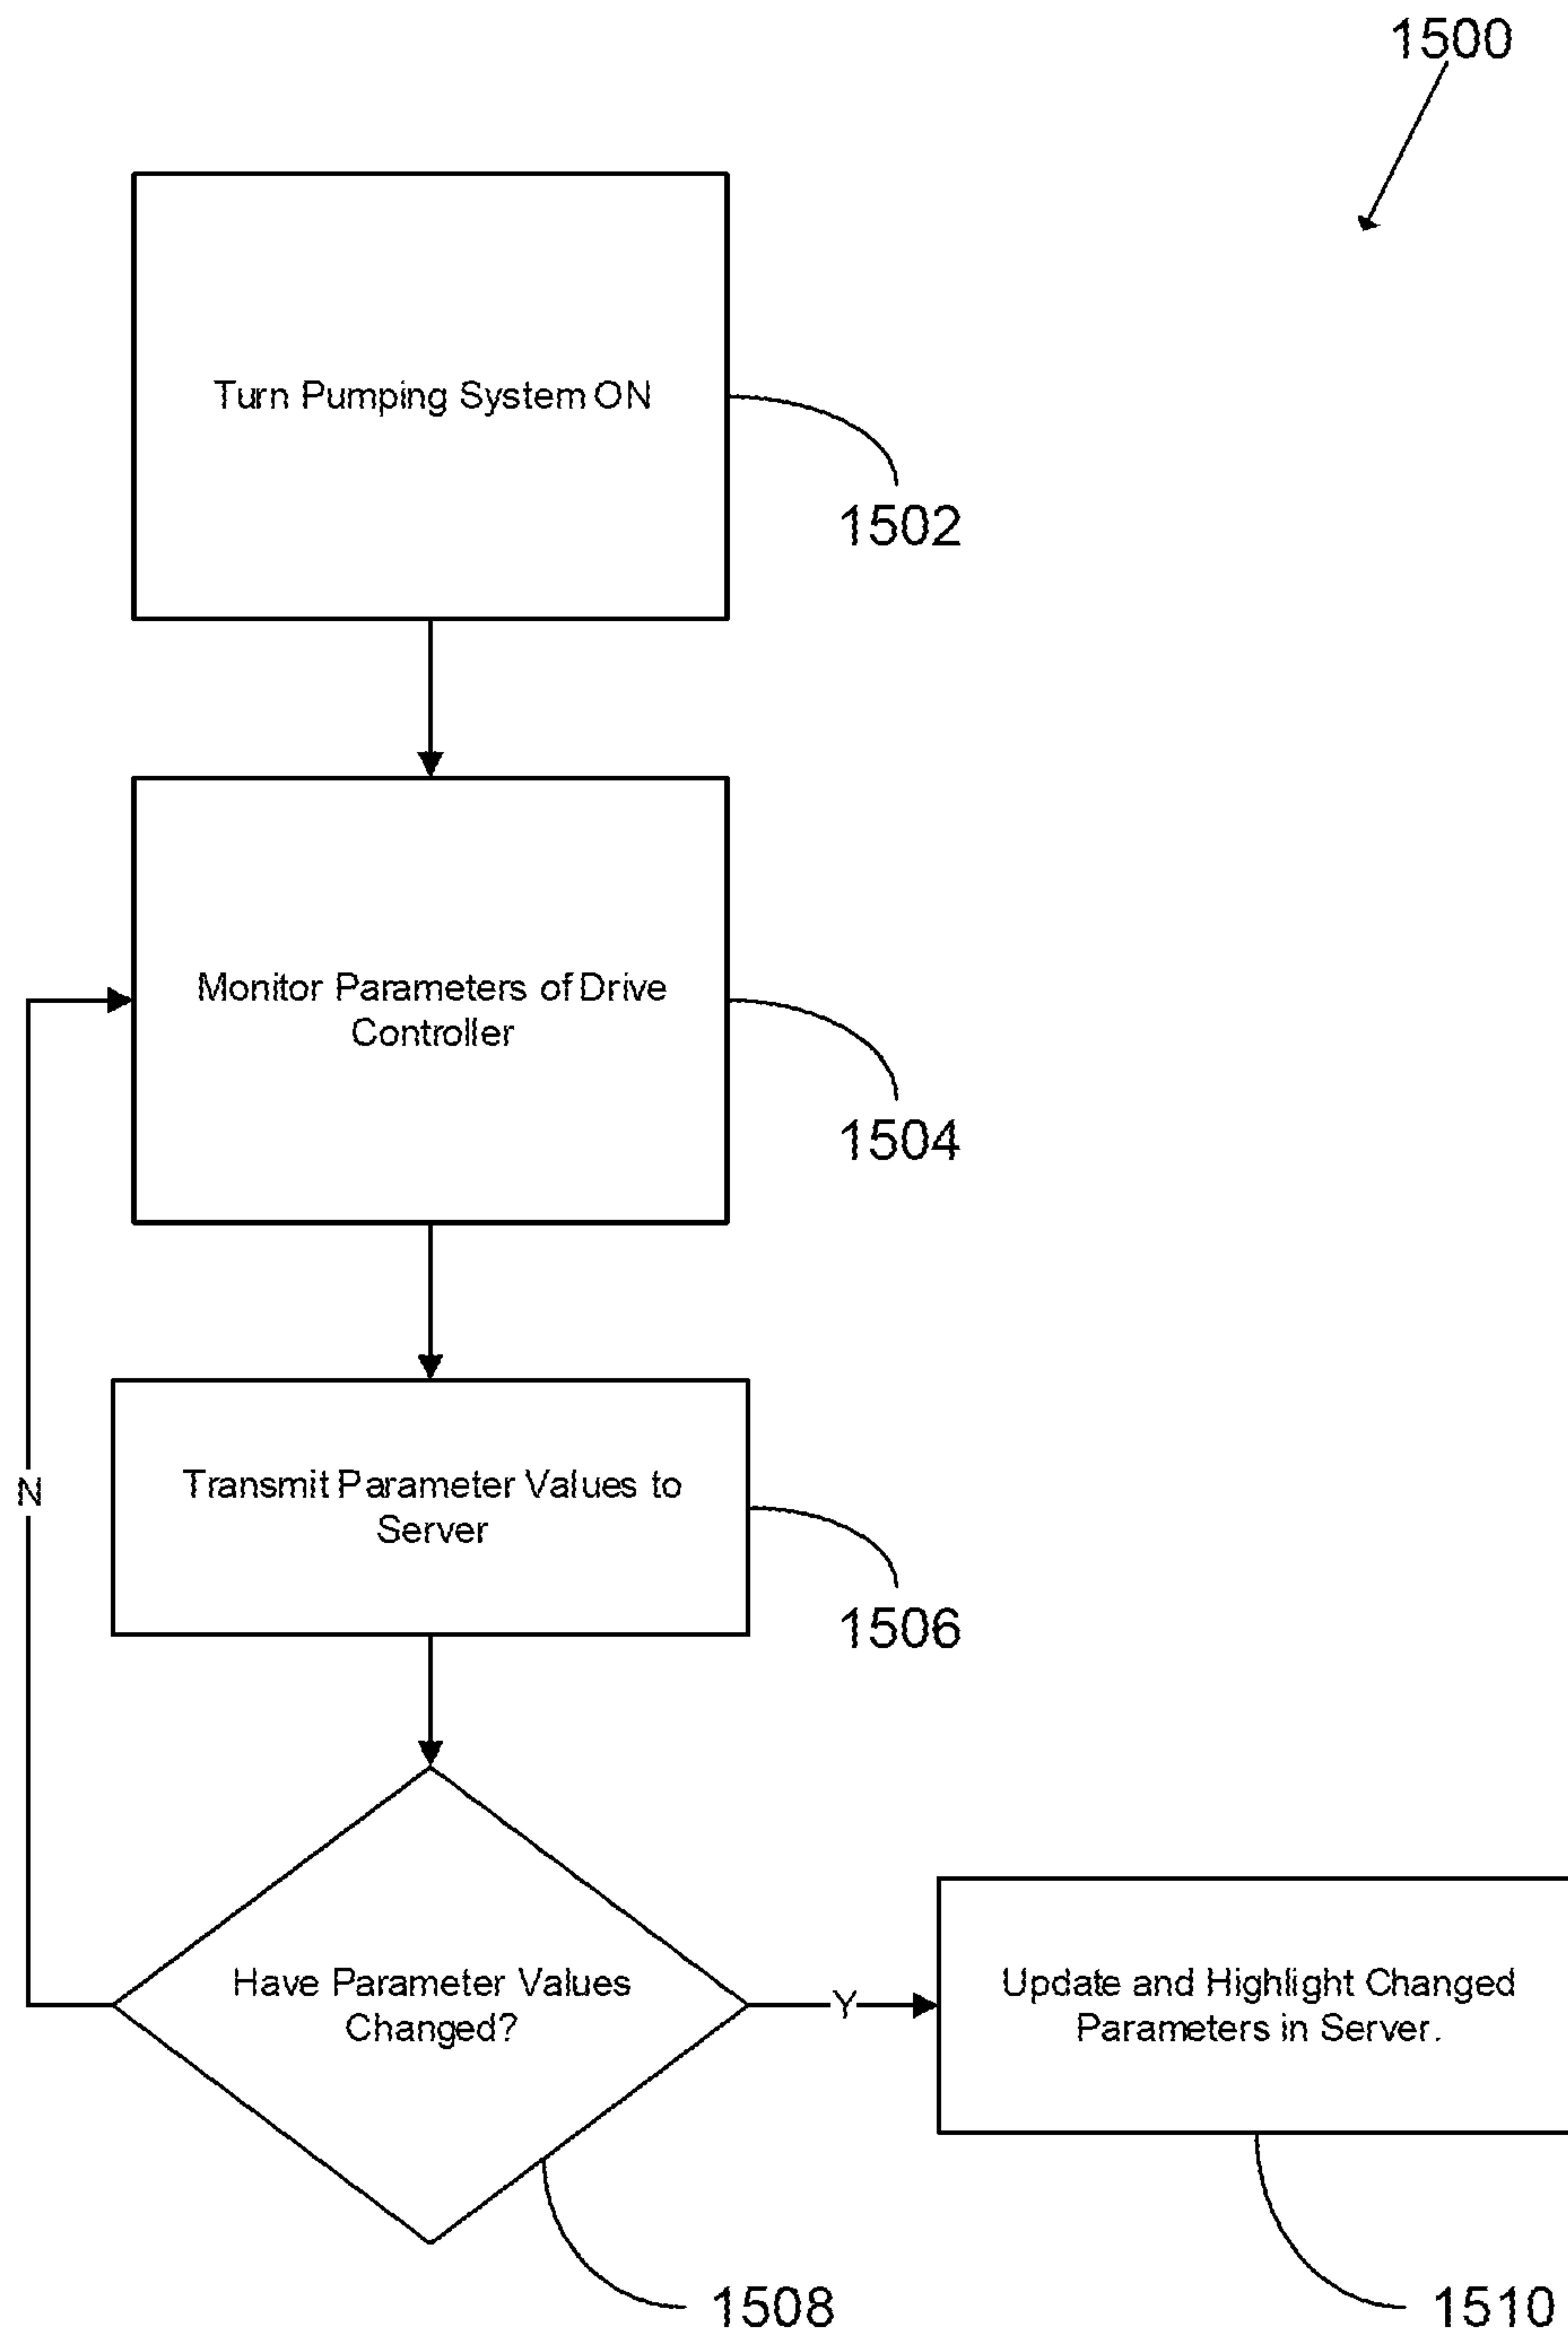 1500
Turn Pumping System ON
1502
Monitor Parameters of Drive
Controller
1504
N
Transmit Parameter Values to
Server
1506
Have Parameter Values
Changed?
Y
Update and Highlight Changed
Parameters in Server.
1508
1510